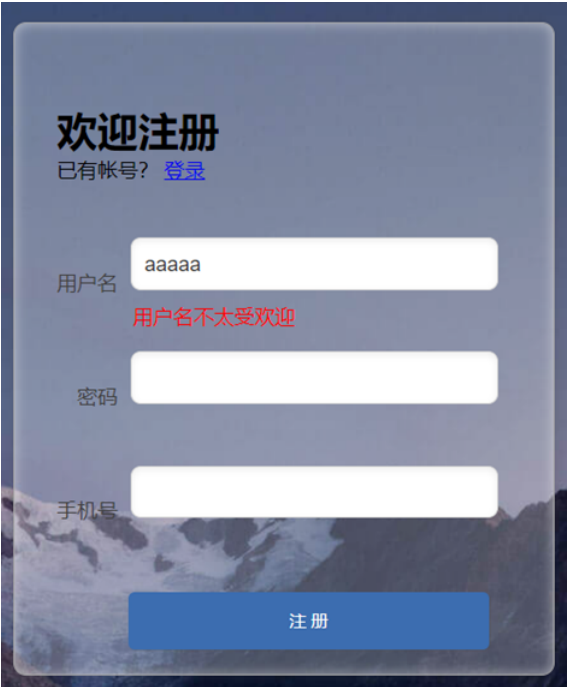 欢迎注册
已有帐号? 登录
用户名 aaaaa
用户名不太受欢迎
密码
手机号
注册